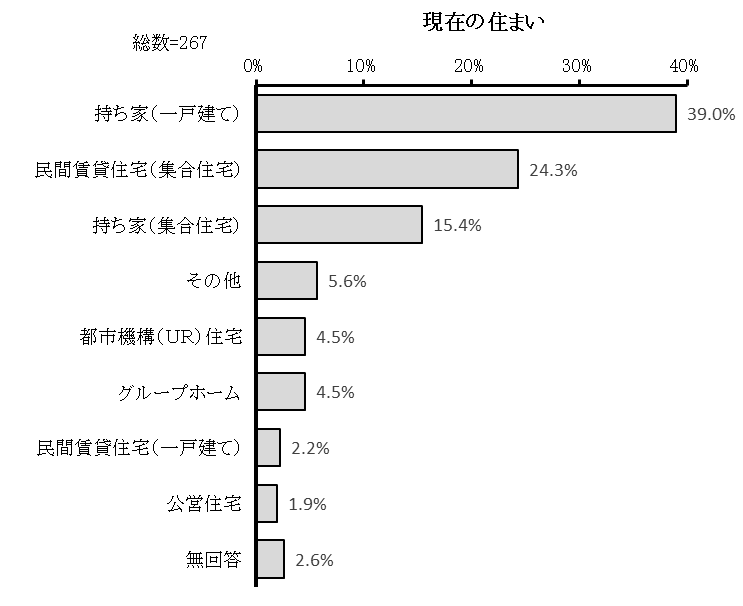 現在の住まい
総数=267
0% 10% 20% 30% 40%
持ち家(一戸建て) 39.0%
民間賃貸住宅(集合住宅) 24.3%
持ち家(集合住宅) 15.4%
その他 5.6%
都市機構(UR)住宅 4.5%
グループホーム 4.5%
民間賃貸住宅(一戸建て) 2.2%
公営住宅 1.9%
無回答 2.6%